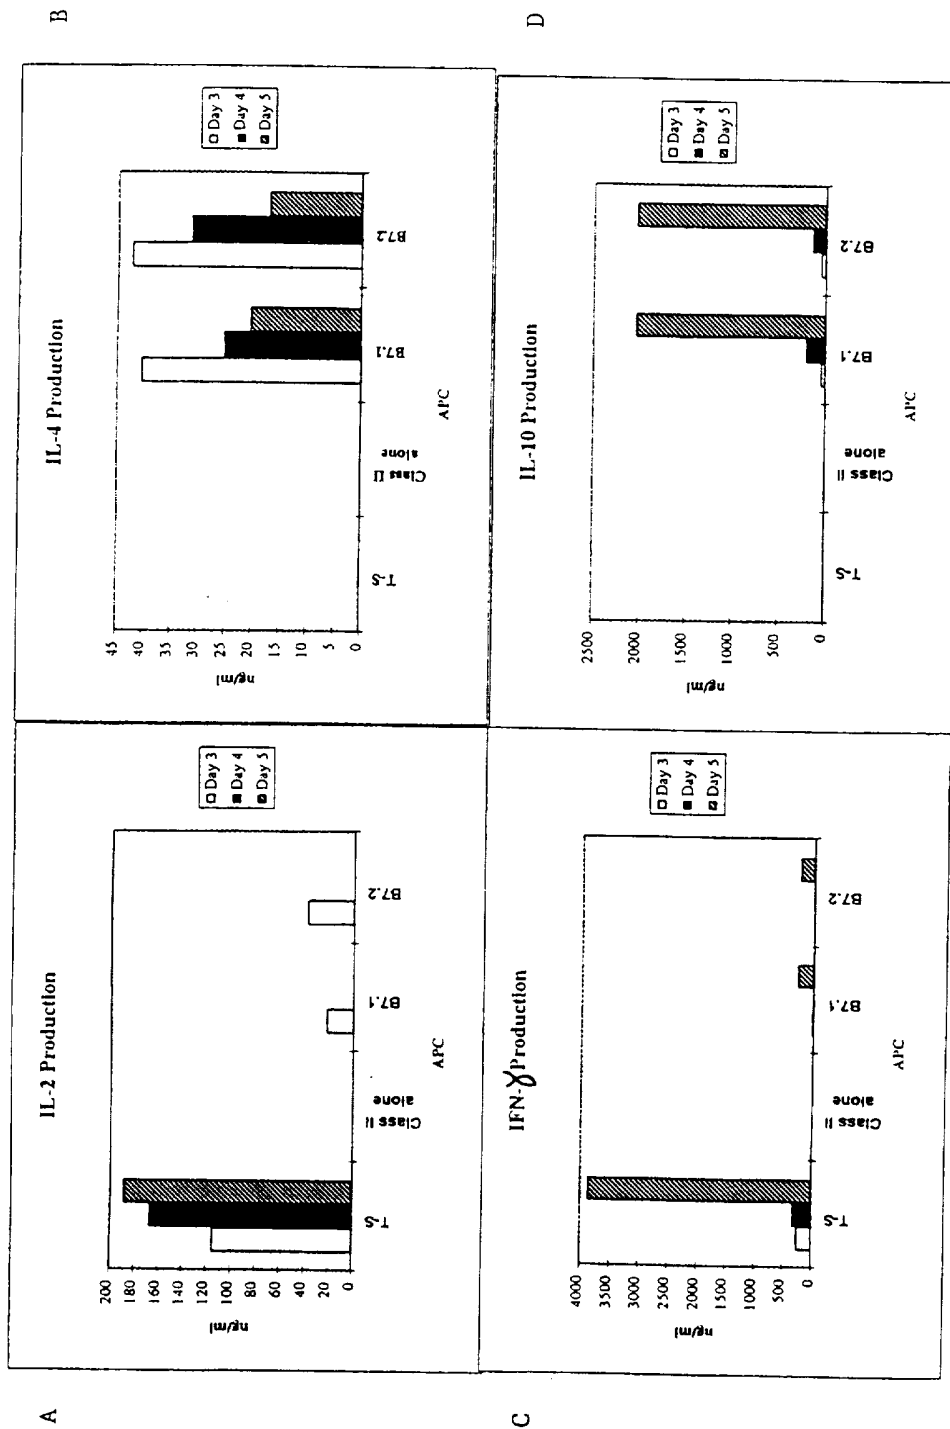 A
IL-2 Production
ng/ml
200
180
160
140
120
100
80
60
40
20
0
T-S
Class II
alone
B7.1
B7.2
APC
Day 3
Day 4
Day 5
B
IL-4 Production
ng/ml
45
40
35
30
25
20
15
10
5
0
T-S
Class II
alone
B7.1
B7.2
APC
Day 3
Day 4
Day 5
C
IFN-γ Production
ng/ml
4000
3500
3000
2500
2000
1500
1000
500
0
T-S
Class II
alone
B7.1
B7.2
APC
Day 3
Day 4
Day 5
D
IL-10 Production
ng/ml
2500
2000
1500
1000
500
0
T-S
Class II
alone
B7.1
B7.2
APC
Day 3
Day 4
Day 5